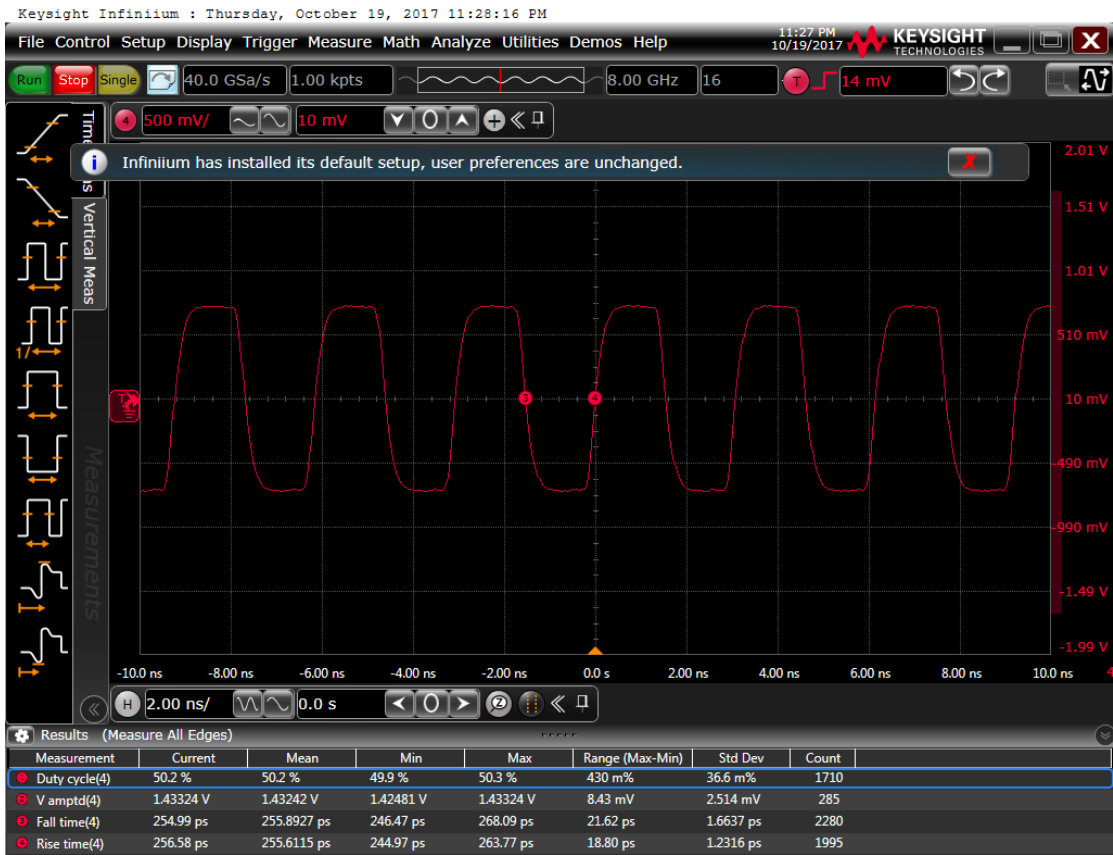 Keysight Infiniium : Thursday, October 19, 2017 11:28:16 PM
File Control Setup Display Trigger Measure Math Analyze Utilities Demos Help
11:27 PM
10/19/2017
KEYSIGHT
TECHNOLOGIES
X
Run Stop Single 40.0 GSa/s 1.00 kpts 8.00 GHz 16 T 14 mV
4 500 mV/ 10 mV 0
i Infiniium has installed its default setup, user preferences are unchanged. X
Vertical Meas
Measurements
1/
2.01 V
1.51 V
1.01 V
510 mV
10 mV
-490 mV
-990 mV
-1.49 V
-1.99 V
3 4
-10.0 ns -8.00 ns -6.00 ns -4.00 ns -2.00 ns 0.0 s 2.00 ns 4.00 ns 6.00 ns 8.00 ns 10.0 ns
H 2.00 ns/ 0.0 s 0 Z
Results (Measure All Edges)
Measurement Current Mean Min Max Range (Max-Min) Std Dev Count
1 Duty cycle(4) 50.2 % 50.2 % 49.9 % 50.3 % 430 m% 36.6 m% 1710
2 V amptd(4) 1.43324 V 1.43242 V 1.42481 V 1.43324 V 8.43 mV 2.514 mV 285
3 Fall time(4) 254.99 ps 255.8927 ps 246.47 ps 268.09 ps 21.62 ps 1.6637 ps 2280
4 Rise time(4) 256.58 ps 255.6115 ps 244.97 ps 263.77 ps 18.80 ps 1.2316 ps 1995